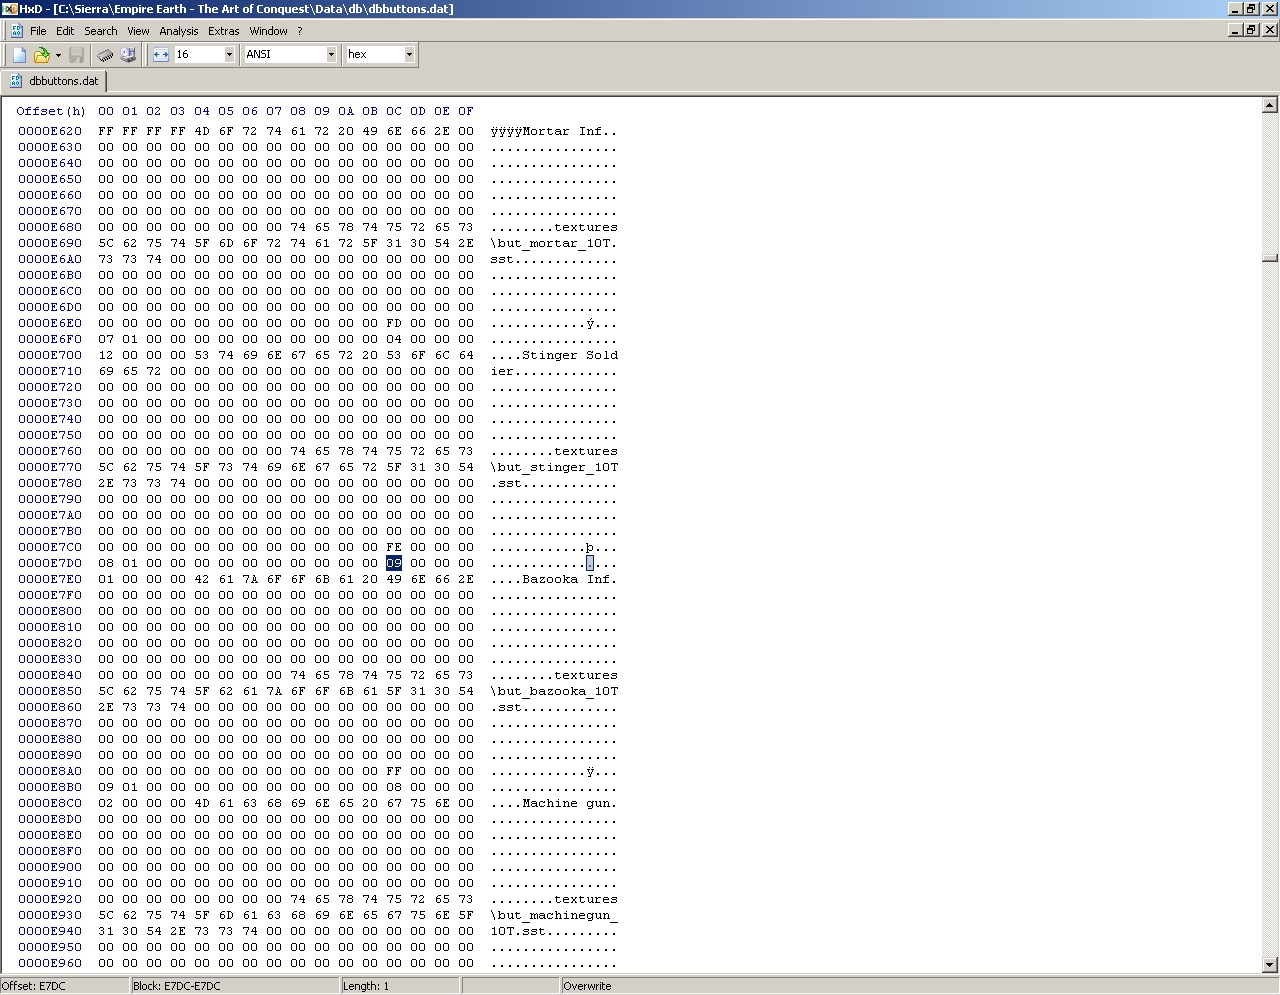 HxD - [C:\Sierra\Empire Earth - The Art of Conquest\Data\db\dbbuttons.dat]
File Edit Search View Analysis Extras Window ?
16 ANSI hex
dbbuttons.dat
Offset(h) 00 01 02 03 04 05 06 07 08 09 0A 0B 0C 0D 0E 0F
0000E620 FF FF FF FF 4D 6F 72 74 61 72 20 49 6E 66 2E 00 ÿÿÿÿMortar Inf..
0000E630 00 00 00 00 00 00 00 00 00 00 00 00 00 00 00 00 ................
0000E640 00 00 00 00 00 00 00 00 00 00 00 00 00 00 00 00 ................
0000E650 00 00 00 00 00 00 00 00 00 00 00 00 00 00 00 00 ................
0000E660 00 00 00 00 00 00 00 00 00 00 00 00 00 00 00 00 ................
0000E670 00 00 00 00 00 00 00 00 00 00 00 00 00 00 00 00 ................
0000E680 00 00 00 00 00 00 00 00 74 65 78 74 75 72 65 73 ........textures
0000E690 5C 62 75 74 5F 6D 6F 72 74 61 72 5F 31 30 54 2E \but_mortar_10T.
0000E6A0 73 73 74 00 00 00 00 00 00 00 00 00 00 00 00 00 sst.............
0000E6B0 00 00 00 00 00 00 00 00 00 00 00 00 00 00 00 00 ................
0000E6C0 00 00 00 00 00 00 00 00 00 00 00 00 00 00 00 00 ................
0000E6D0 00 00 00 00 00 00 00 00 00 00 00 00 00 00 00 00 ................
0000E6E0 00 00 00 00 00 00 00 00 00 00 00 00 FD 00 00 00 ............ý...
0000E6F0 07 01 00 00 00 00 00 00 00 00 00 00 04 00 00 00 ................
0000E700 12 00 00 00 53 74 69 6E 67 65 72 20 53 6F 6C 64 ....Stinger Sold
0000E710 69 65 72 00 00 00 00 00 00 00 00 00 00 00 00 00 ier.............
0000E720 00 00 00 00 00 00 00 00 00 00 00 00 00 00 00 00 ................
0000E730 00 00 00 00 00 00 00 00 00 00 00 00 00 00 00 00 ................
0000E740 00 00 00 00 00 00 00 00 00 00 00 00 00 00 00 00 ................
0000E750 00 00 00 00 00 00 00 00 00 00 00 00 00 00 00 00 ................
0000E760 00 00 00 00 00 00 00 00 74 65 78 74 75 72 65 73 ........textures
0000E770 5C 62 75 74 5F 73 74 69 6E 67 65 72 5F 31 30 54 \but_stinger_10T
0000E780 2E 73 73 74 00 00 00 00 00 00 00 00 00 00 00 00 .sst............
0000E790 00 00 00 00 00 00 00 00 00 00 00 00 00 00 00 00 ................
0000E7A0 00 00 00 00 00 00 00 00 00 00 00 00 00 00 00 00 ................
0000E7B0 00 00 00 00 00 00 00 00 00 00 00 00 00 00 00 00 ................
0000E7C0 00 00 00 00 00 00 00 00 00 00 00 00 FE 00 00 00 ............þ...
0000E7D0 08 01 00 00 00 00 00 00 00 00 00 00 09 00 00 00 ................
0000E7E0 01 00 00 00 42 61 7A 6F 6F 6B 61 20 49 6E 66 2E ....Bazooka Inf.
0000E7F0 00 00 00 00 00 00 00 00 00 00 00 00 00 00 00 00 ................
0000E800 00 00 00 00 00 00 00 00 00 00 00 00 00 00 00 00 ................
0000E810 00 00 00 00 00 00 00 00 00 00 00 00 00 00 00 00 ................
0000E820 00 00 00 00 00 00 00 00 00 00 00 00 00 00 00 00 ................
0000E830 00 00 00 00 00 00 00 00 00 00 00 00 00 00 00 00 ................
0000E840 00 00 00 00 00 00 00 00 74 65 78 74 75 72 65 73 ........textures
0000E850 5C 62 75 74 5F 62 61 7A 6F 6F 6B 61 5F 31 30 54 \but_bazooka_10T
0000E860 2E 73 73 74 00 00 00 00 00 00 00 00 00 00 00 00 .sst............
0000E870 00 00 00 00 00 00 00 00 00 00 00 00 00 00 00 00 ................
0000E880 00 00 00 00 00 00 00 00 00 00 00 00 00 00 00 00 ................
0000E890 00 00 00 00 00 00 00 00 00 00 00 00 00 00 00 00 ................
0000E8A0 00 00 00 00 00 00 00 00 00 00 00 00 FF 00 00 00 ............ÿ...
0000E8B0 09 01 00 00 00 00 00 00 00 00 00 00 08 00 00 00 ................
0000E8C0 02 00 00 00 4D 61 63 68 69 6E 65 20 67 75 6E 00 ....Machine gun.
0000E8D0 00 00 00 00 00 00 00 00 00 00 00 00 00 00 00 00 ................
0000E8E0 00 00 00 00 00 00 00 00 00 00 00 00 00 00 00 00 ................
0000E8F0 00 00 00 00 00 00 00 00 00 00 00 00 00 00 00 00 ................
0000E900 00 00 00 00 00 00 00 00 00 00 00 00 00 00 00 00 ................
0000E910 00 00 00 00 00 00 00 00 00 00 00 00 00 00 00 00 ................
0000E920 00 00 00 00 00 00 00 00 74 65 78 74 75 72 65 73 ........textures
0000E930 5C 62 75 74 5F 6D 61 63 68 69 6E 65 67 75 6E 5F \but_machinegun_
0000E940 31 30 54 2E 73 73 74 00 00 00 00 00 00 00 00 00 10T.sst.........
0000E950 00 00 00 00 00 00 00 00 00 00 00 00 00 00 00 00 ................
0000E960 00 00 00 00 00 00 00 00 00 00 00 00 00 00 00 00 ................
Offset: E7DC Block: E7DC-E7DC Length: 1 Overwrite